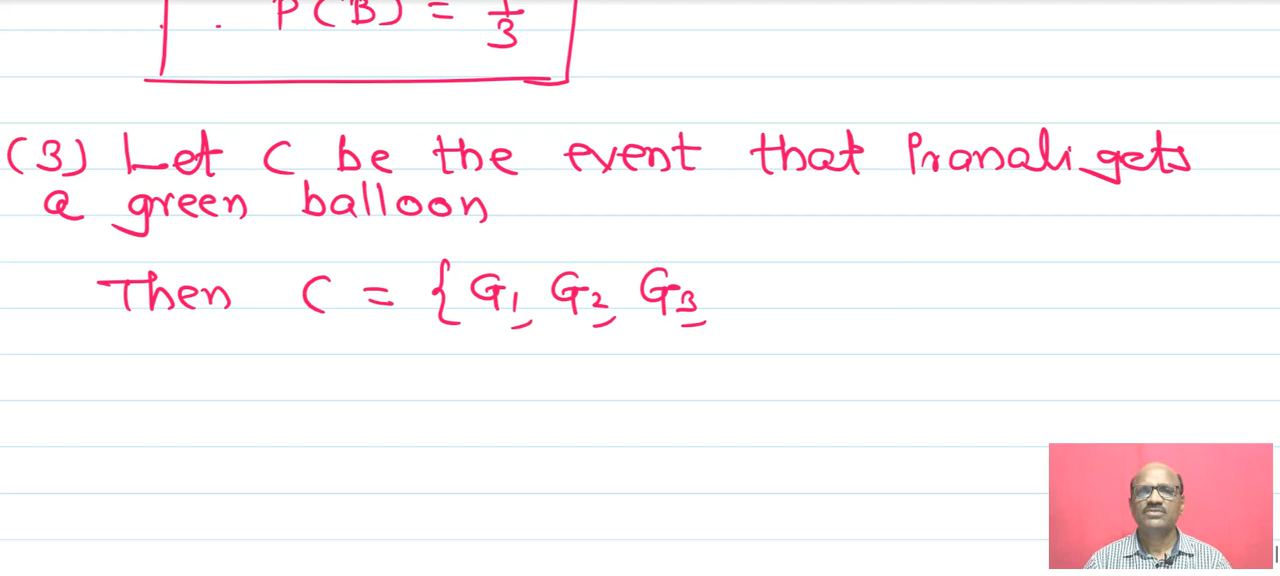 . P(B) = 1/3
(3) Let C be the event that Pranali gets
a green balloon
Then C = { G1, G2, G3,